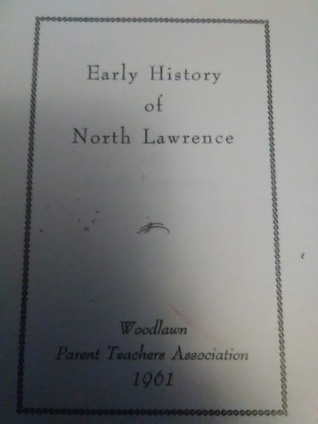 Early History
of
North Lawrence
Woodlawn
Parent Teachers Association
1961